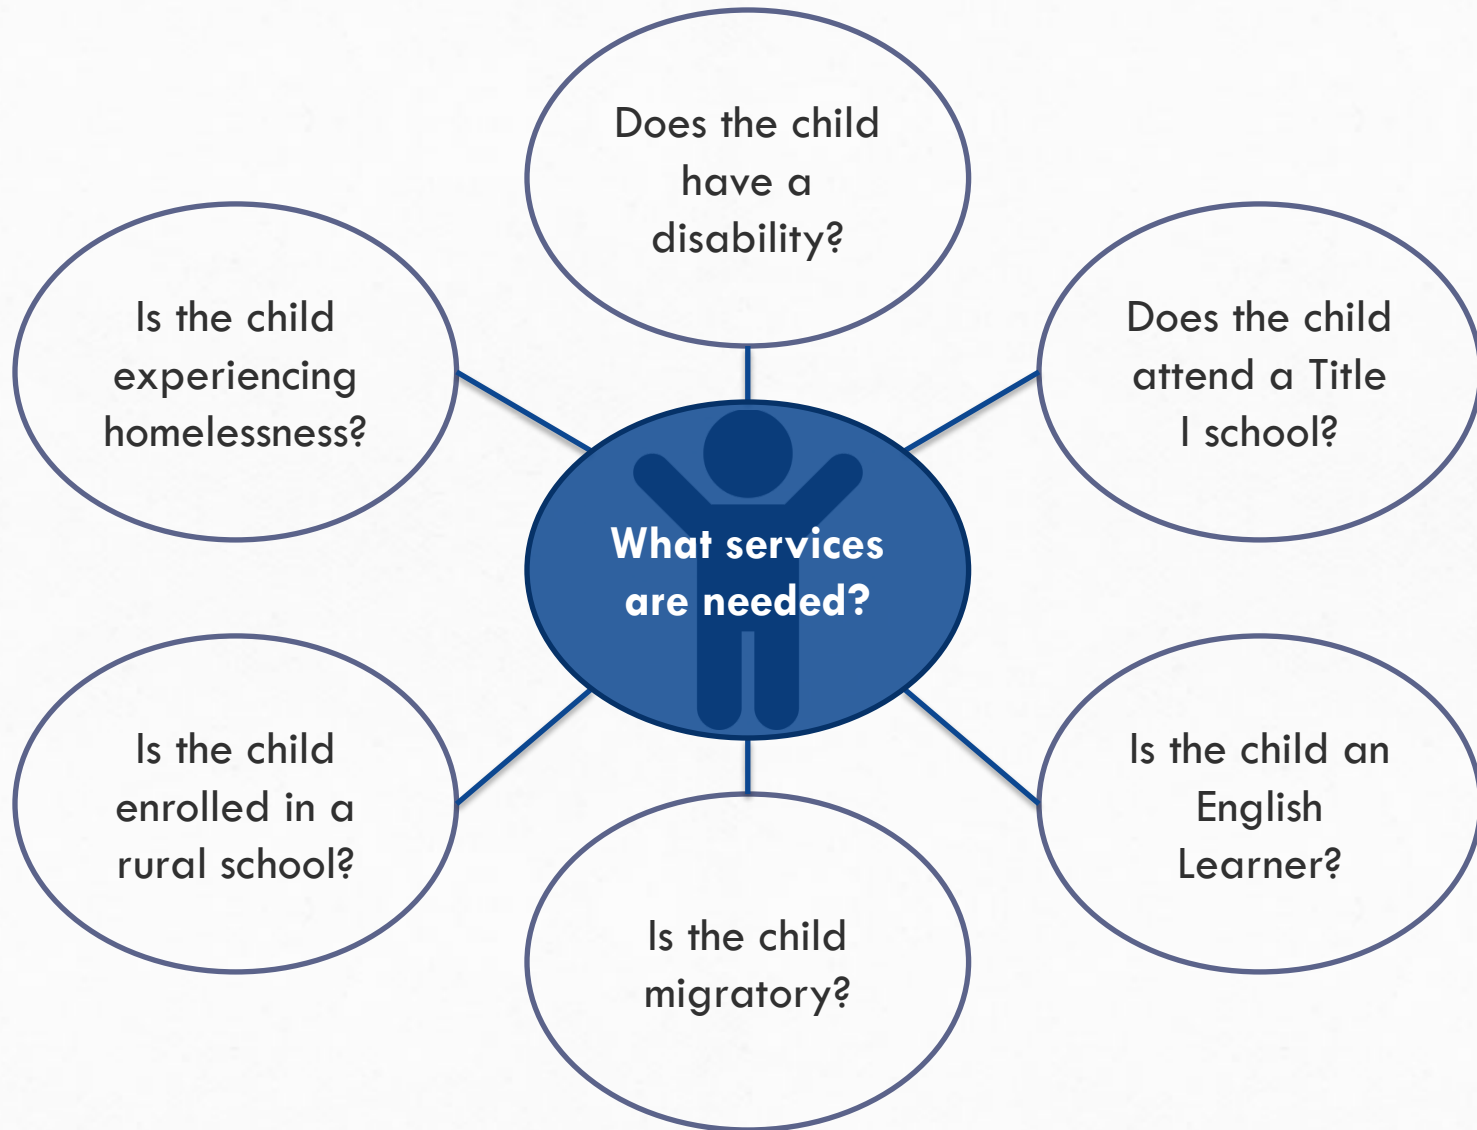 Does the child
have a
disability?
Is the child
experiencing
homelessness?
Does the child
attend a Title
I school?
What services
are needed?
Is the child
enrolled in a
rural school?
Is the child an
English
Learner?
Is the child
migratory?